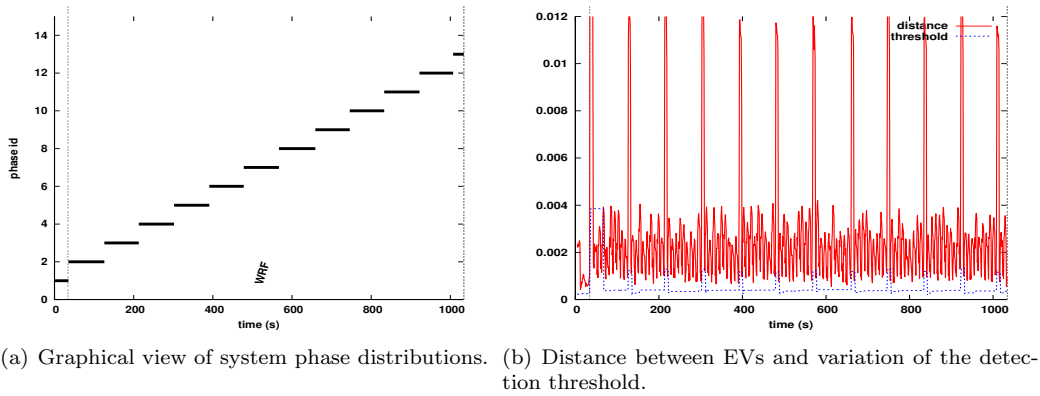 14
12
10
8
6
4
2
0
phase id
WRF
0 200 400 600 800 1000
time (s)
0.012
0.01
0.008
0.006
0.004
0.002
0
distance
threshold
0 200 400 600 800 1000
time (s)
(a) Graphical view of system phase distributions.
(b) Distance between EVs and variation of the detec-
tion threshold.